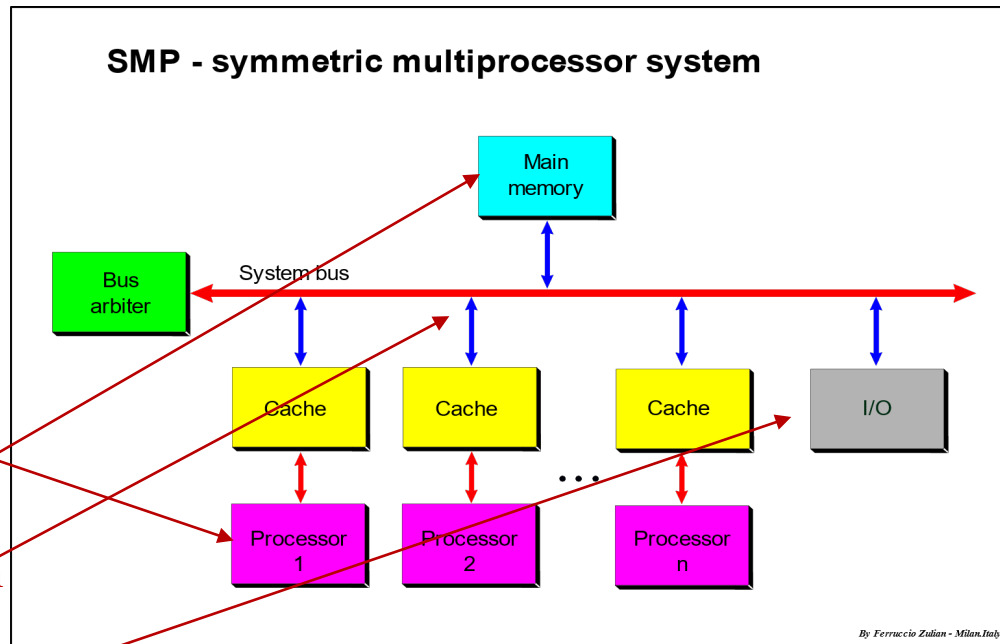 SMP - symmetric multiprocessor system
Main
memory
Bus
arbiter
System bus
Cache
Cache
Cache
I/O
...
Processor
1
Processor
2
Processor
n
By Ferruccio Zulian - Milan.Italy